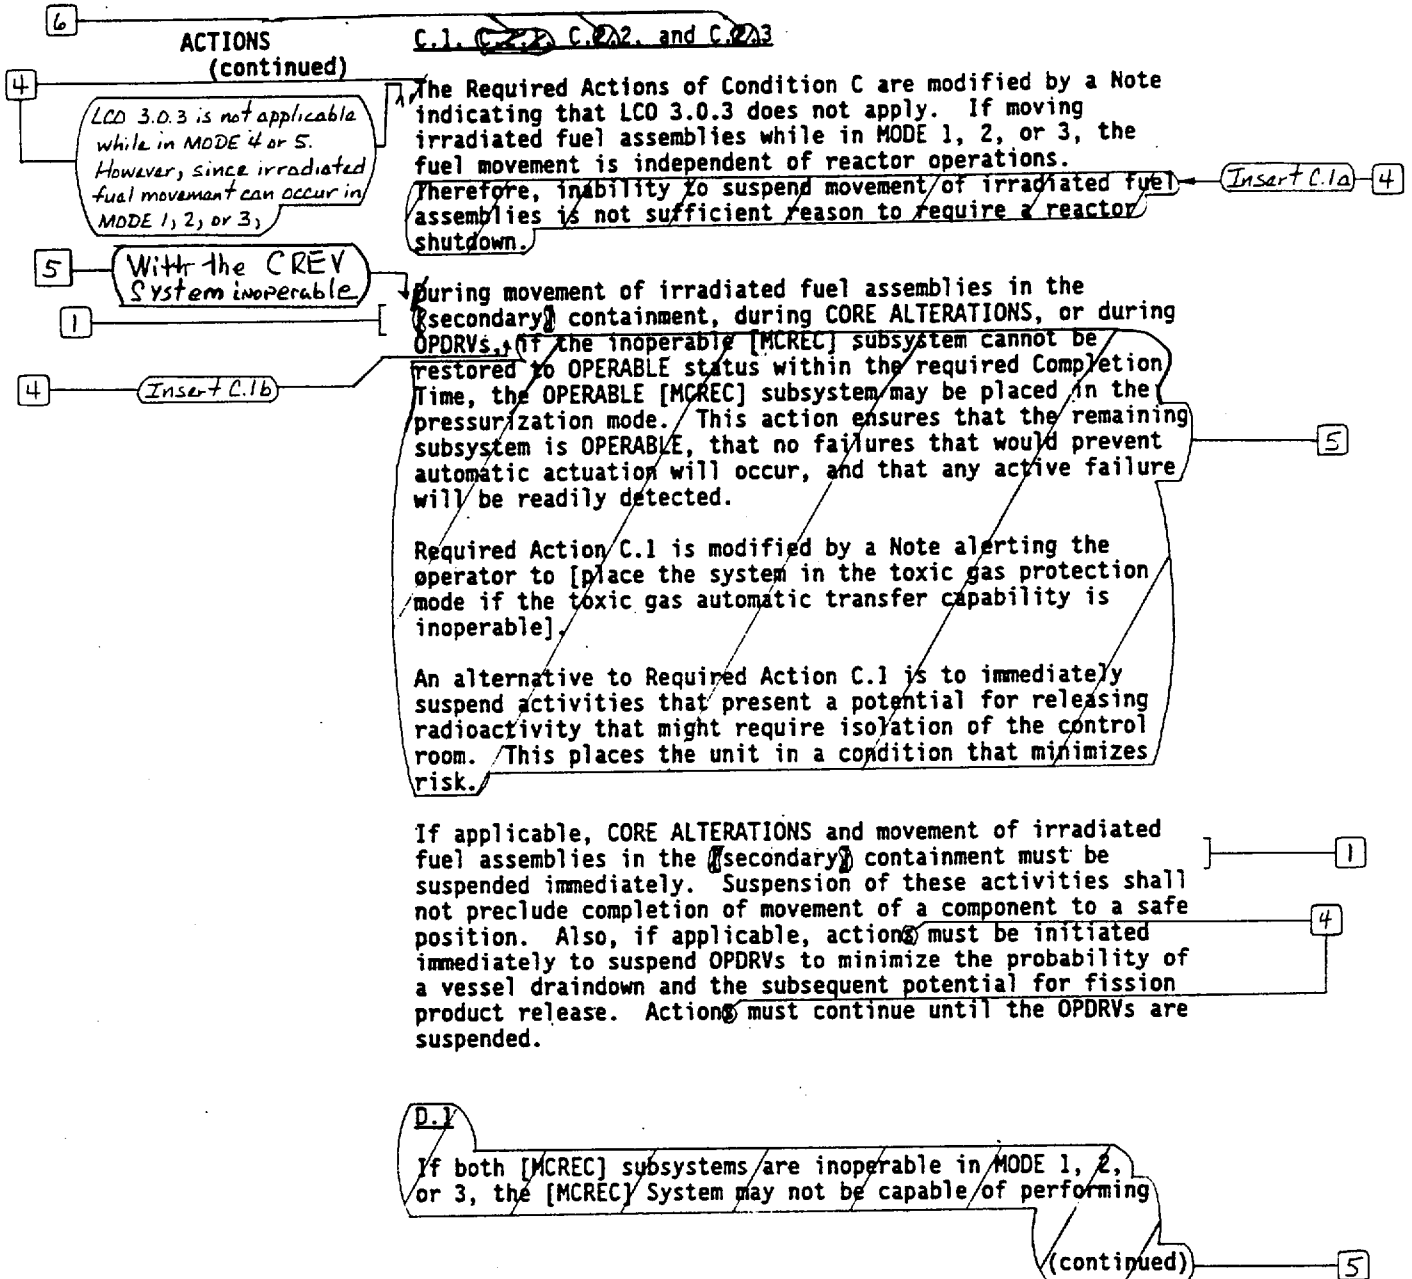 6
ACTIONS
(continued)
C.1, C.2.1, C.2.2, and C.2.3
4
LCO 3.0.3 is not applicable
while in MODE 4 or 5.
However, since irradiated
fuel movement can occur in
MODE 1, 2, or 3,
The Required Actions of Condition C are modified by a Note
indicating that LCO 3.0.3 does not apply. If moving
irradiated fuel assemblies while in MODE 1, 2, or 3, the
fuel movement is independent of reactor operations.
Therefore, inability to suspend movement of irradiated fuel
assemblies is not sufficient reason to require a reactor
shutdown.
Insert C.1a
4
5
With the CREV
System inoperable
1
During movement of irradiated fuel assemblies in the
[secondary] containment, during CORE ALTERATIONS, or during
OPDRVs, if the inoperable [MCREC] subsystem cannot be
restored to OPERABLE status within the required Completion
Time, the OPERABLE [MCREC] subsystem may be placed in the
pressurization mode. This action ensures that the remaining
subsystem is OPERABLE, that no failures that would prevent
automatic actuation will occur, and that any active failure
will be readily detected.
4
Insert C.1b
5
Required Action C.1 is modified by a Note alerting the
operator to [place the system in the toxic gas protection
mode if the toxic gas automatic transfer capability is
inoperable].
An alternative to Required Action C.1 is to immediately
suspend activities that present a potential for releasing
radioactivity that might require isolation of the control
room. This places the unit in a condition that minimizes
risk.
If applicable, CORE ALTERATIONS and movement of irradiated
fuel assemblies in the [secondary] containment must be
suspended immediately. Suspension of these activities shall
not preclude completion of movement of a component to a safe
position. Also, if applicable, actions must be initiated
immediately to suspend OPDRVs to minimize the probability of
a vessel draindown and the subsequent potential for fission
product release. Actions must continue until the OPDRVs are
suspended.
1
4
D.1
If both [MCREC] subsystems are inoperable in MODE 1, 2,
or 3, the [MCREC] System may not be capable of performing
(continued)
5